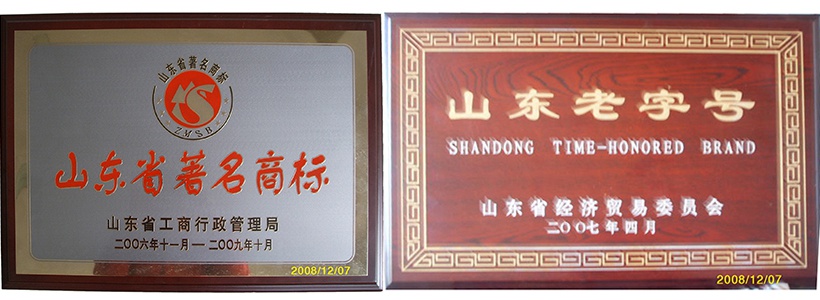 山东省著名商标
ZMSB
山东省著名商标
山东省工商行政管理局
二〇〇六年十一月—二〇〇九年十月
2008/12/07
山东老字号
SHANDONG TIME-HONORED BRAND
山东省经济贸易委员会
二〇〇七年四月
2008/12/07